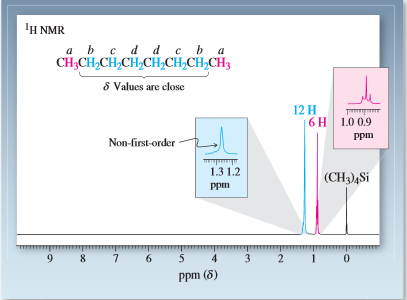 ¹H NMR
a b c d d c b a
CH₃CH₂CH₂CH₂CH₂CH₂CH₂CH₃
δ Values are close
12 H
6 H
1.0 0.9
ppm
Non-first-order
1.3 1.2
ppm
(CH₃)₄Si
9 8 7 6 5 4 3 2 1 0
ppm (δ)